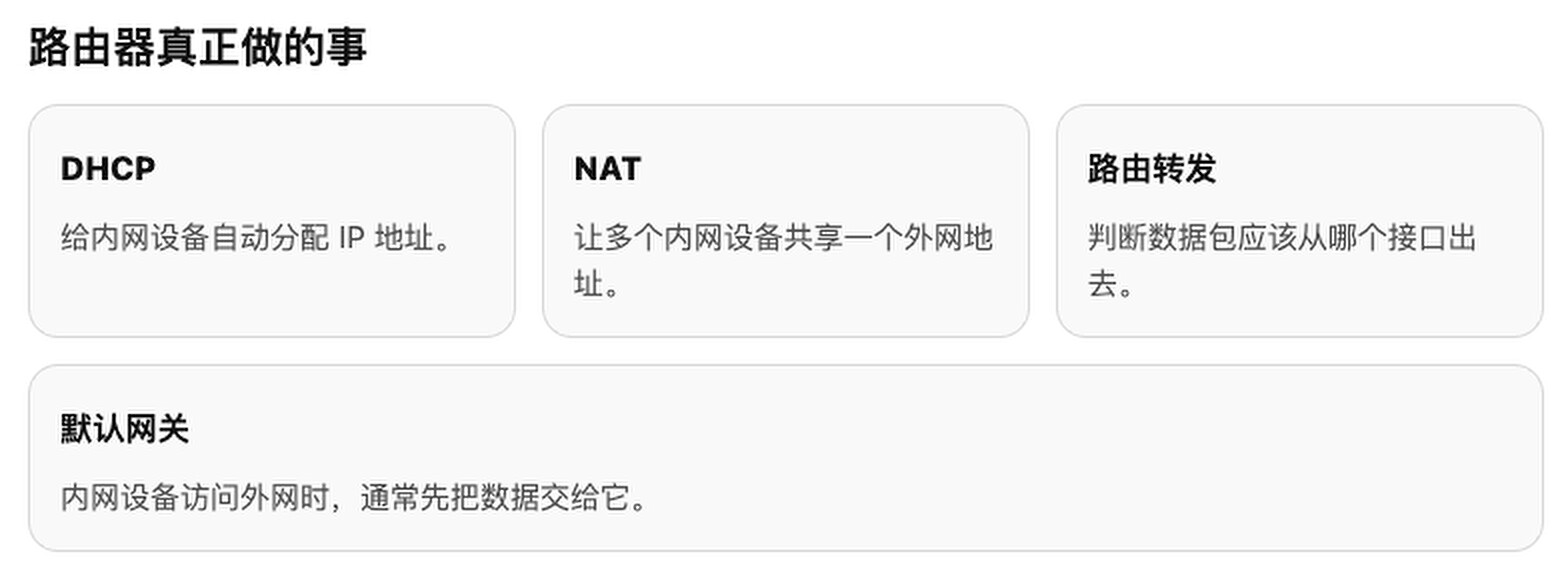 路由器真正做的事
DHCP
给内网设备自动分配 IP 地址。
NAT
让多个内网设备共享一个外网地
址。
路由转发
判断数据包应该从哪个接口出
去。
默认网关
内网设备访问外网时，通常先把数据交给它。